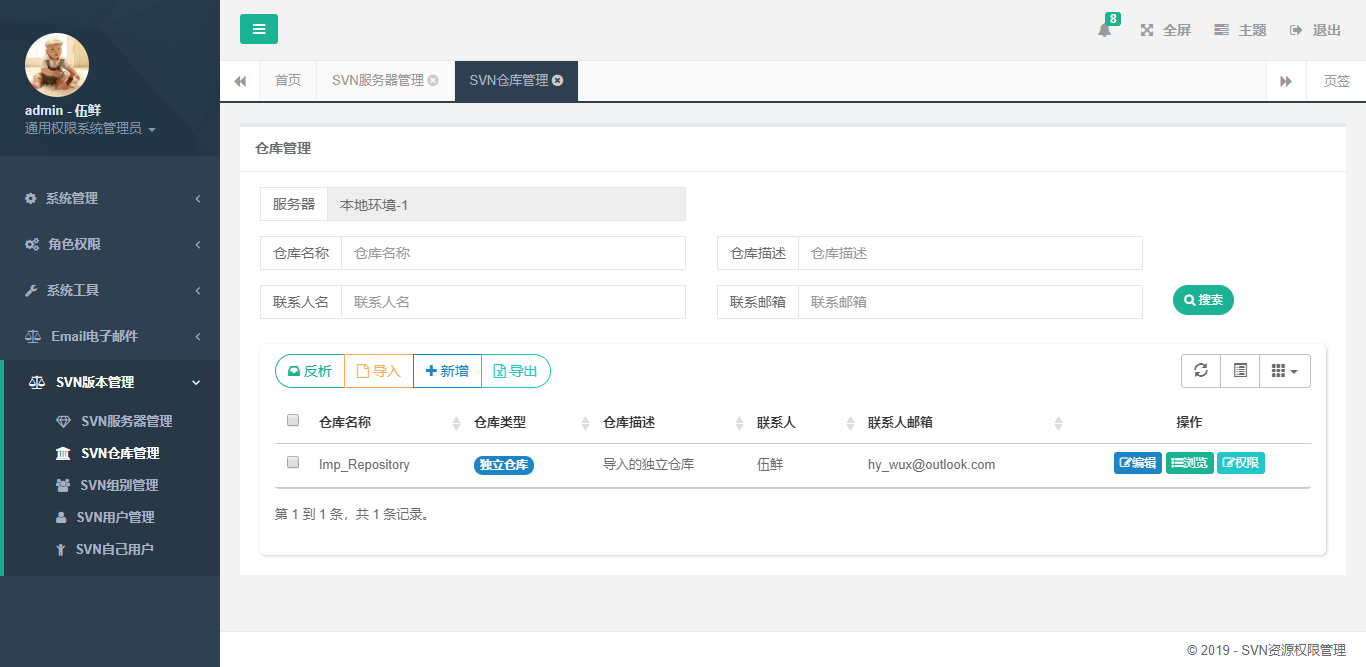 8
全屏
主题
退出
admin - 伍鲜
通用权限系统管理员
首页
SVN服务器管理
SVN仓库管理
页签
系统管理
角色权限
系统工具
Email电子邮件
SVN版本管理
SVN服务器管理
SVN仓库管理
SVN组别管理
SVN用户管理
SVN自己用户
仓库管理
服务器 本地环境-1
仓库名称 仓库名称
仓库描述 仓库描述
联系人名 联系人名
联系邮箱 联系邮箱
搜索
反析 导入 新增 导出
仓库名称 仓库类型 仓库描述 联系人 联系人邮箱 操作
Imp_Repository 独立仓库 导入的独立仓库 伍鲜 hy_wux@outlook.com 编辑 浏览 权限
第 1 到 1 条，共 1 条记录。
© 2019 - SVN资源权限管理